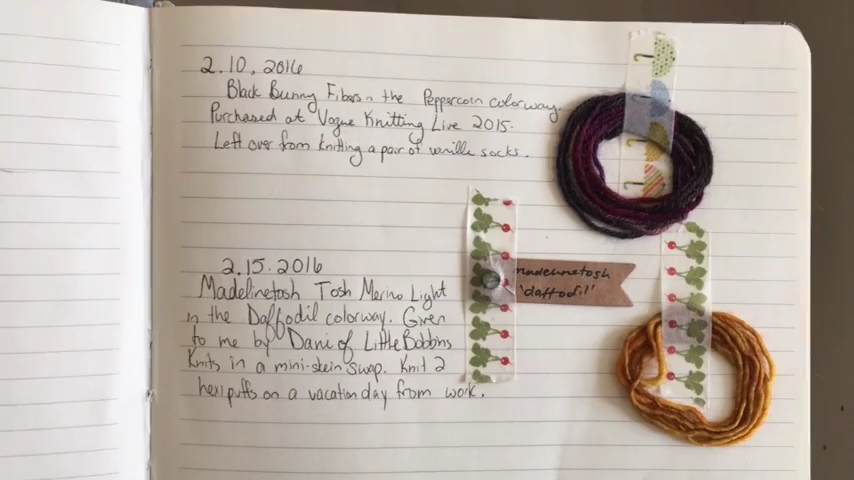 2.10.2016
Black Bunny Fibers in the Peppercorn colorway.
Purchased at Vogue Knitting Live 2015.
Left over from knitting a pair of vanilla socks.
2.15.2016
Madelinetosh Tosh Merino Light
in the Daffodil colorway. Given
to me by Dani of Little Bobbins
Knits in a mini-skein swap. Knit 2
hexipuffs on a vacation day from work.
madelinetosh
'daffodil'